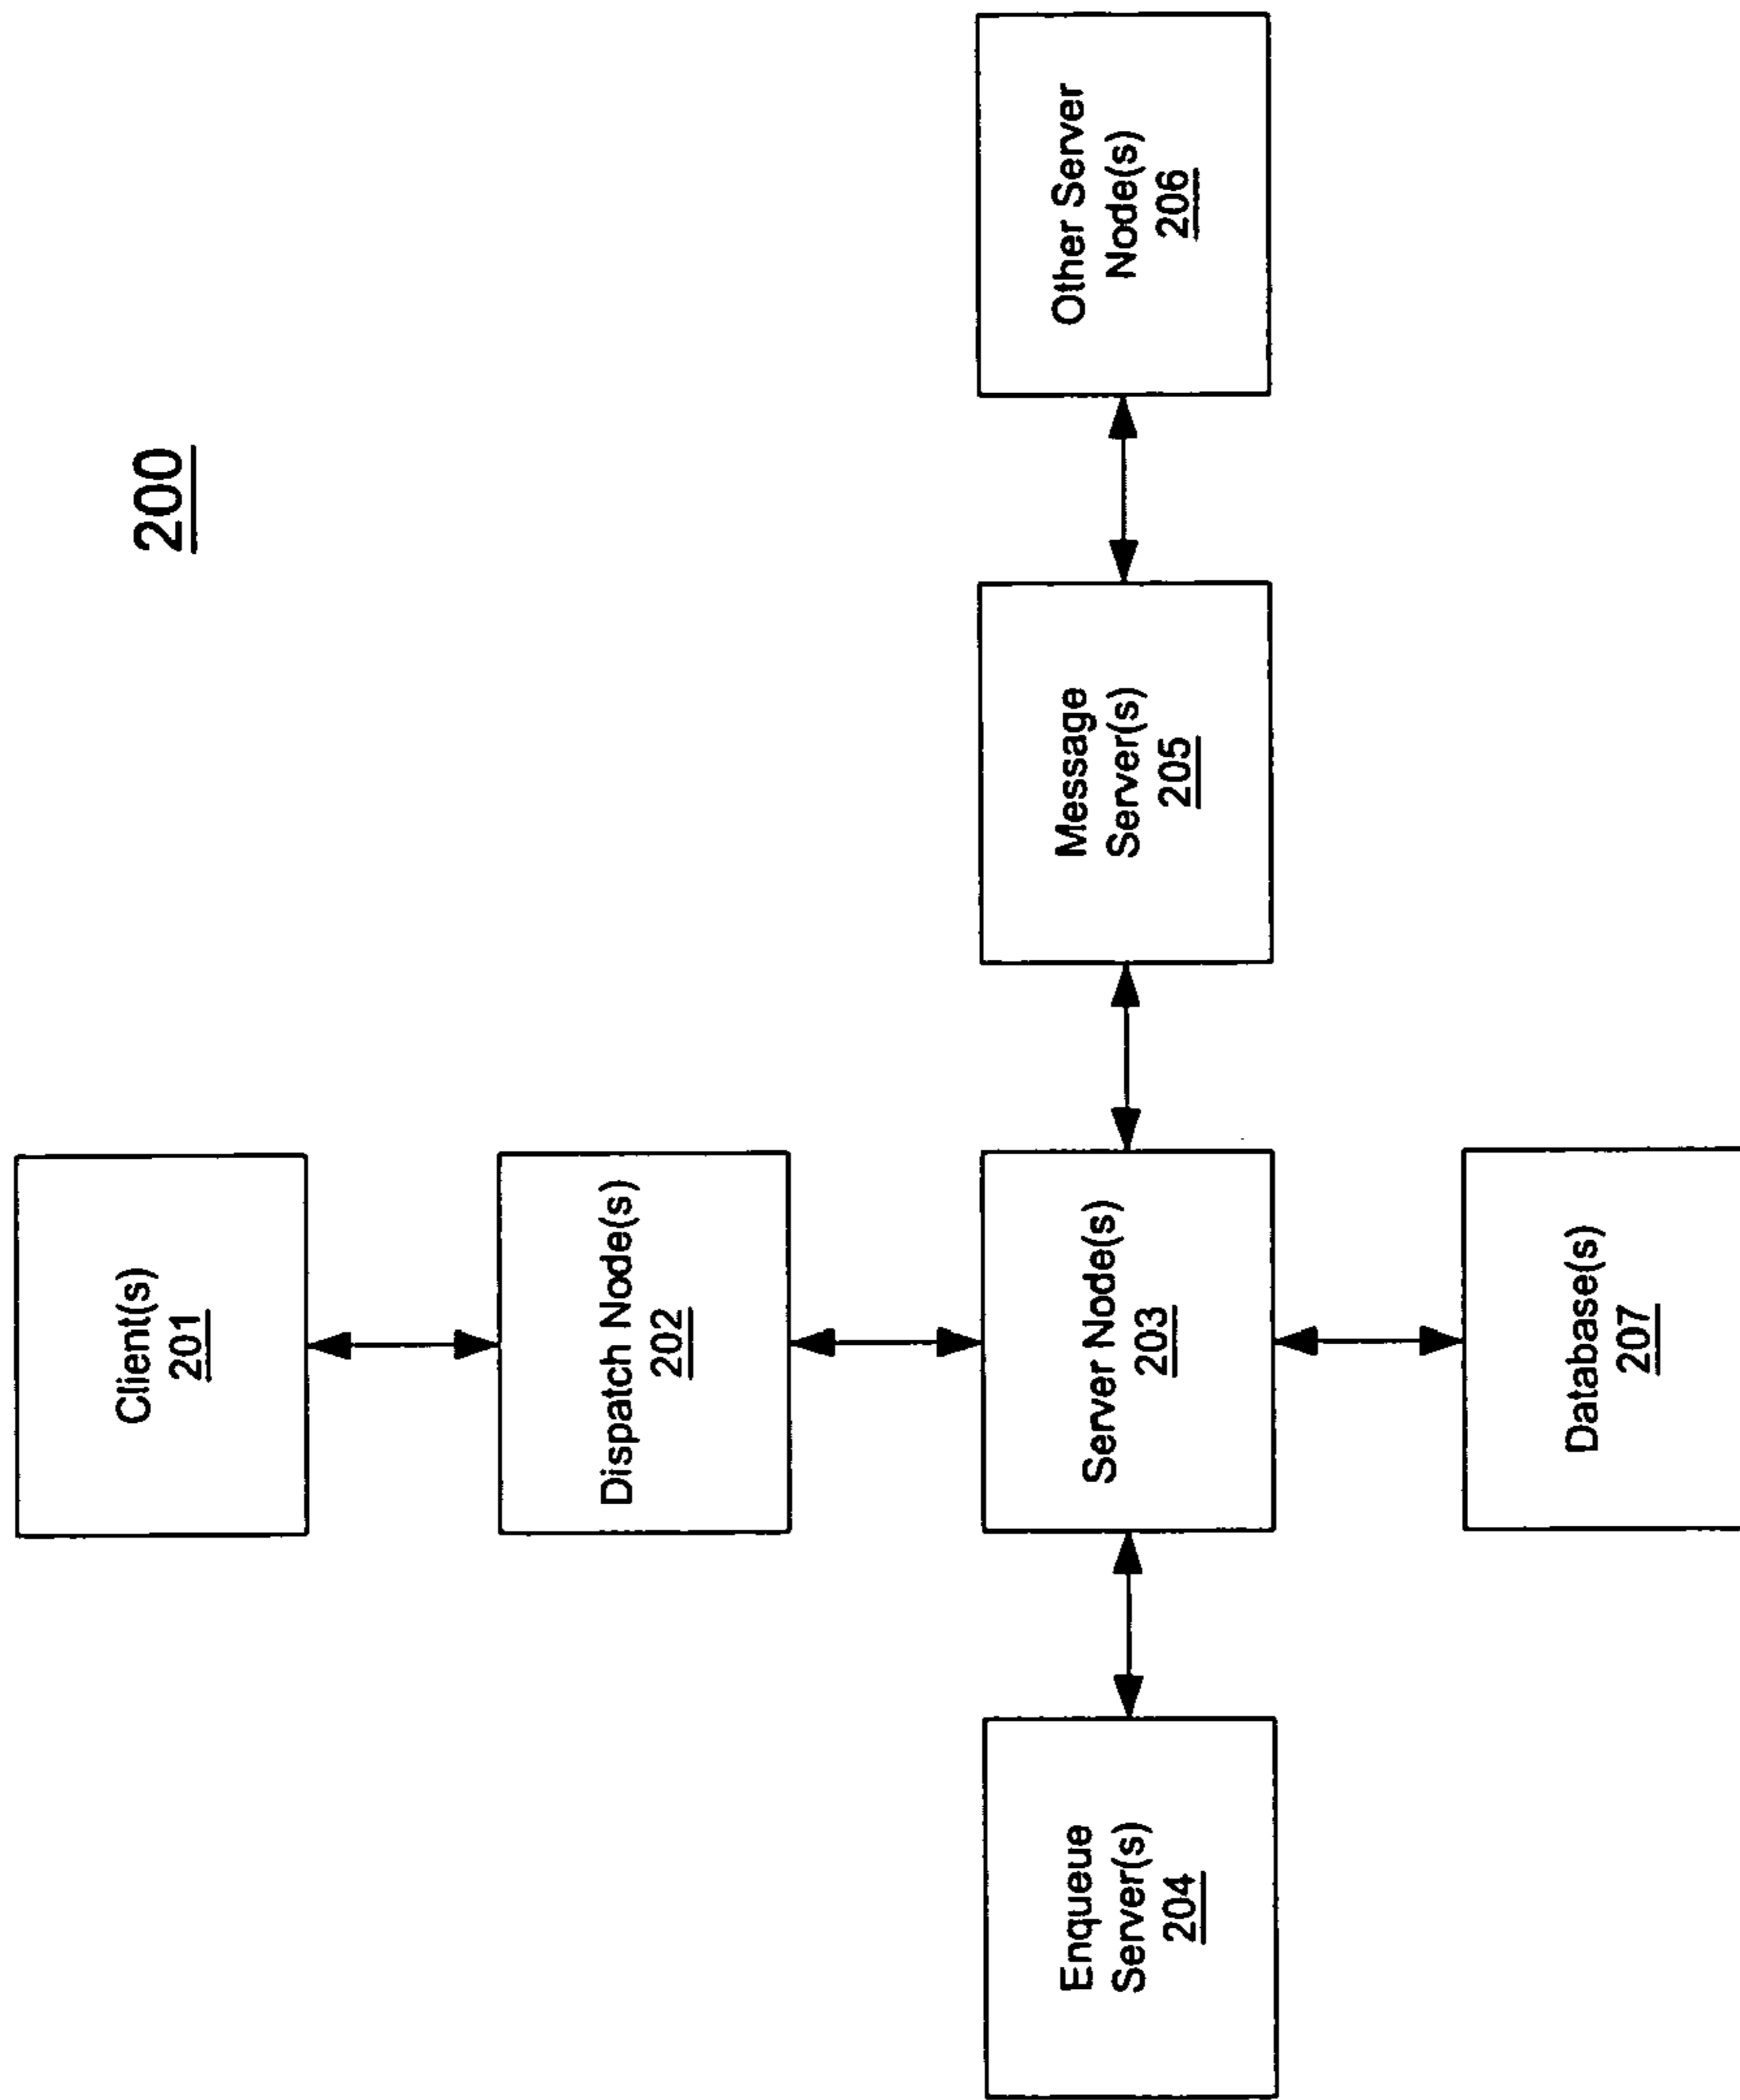 200
Client(s)
201
Dispatch Node(s)
202
Enqueue
Server(s)
204
Server Node(s)
203
Message
Server(s)
205
Other Server
Node(s)
206
Database(s)
207